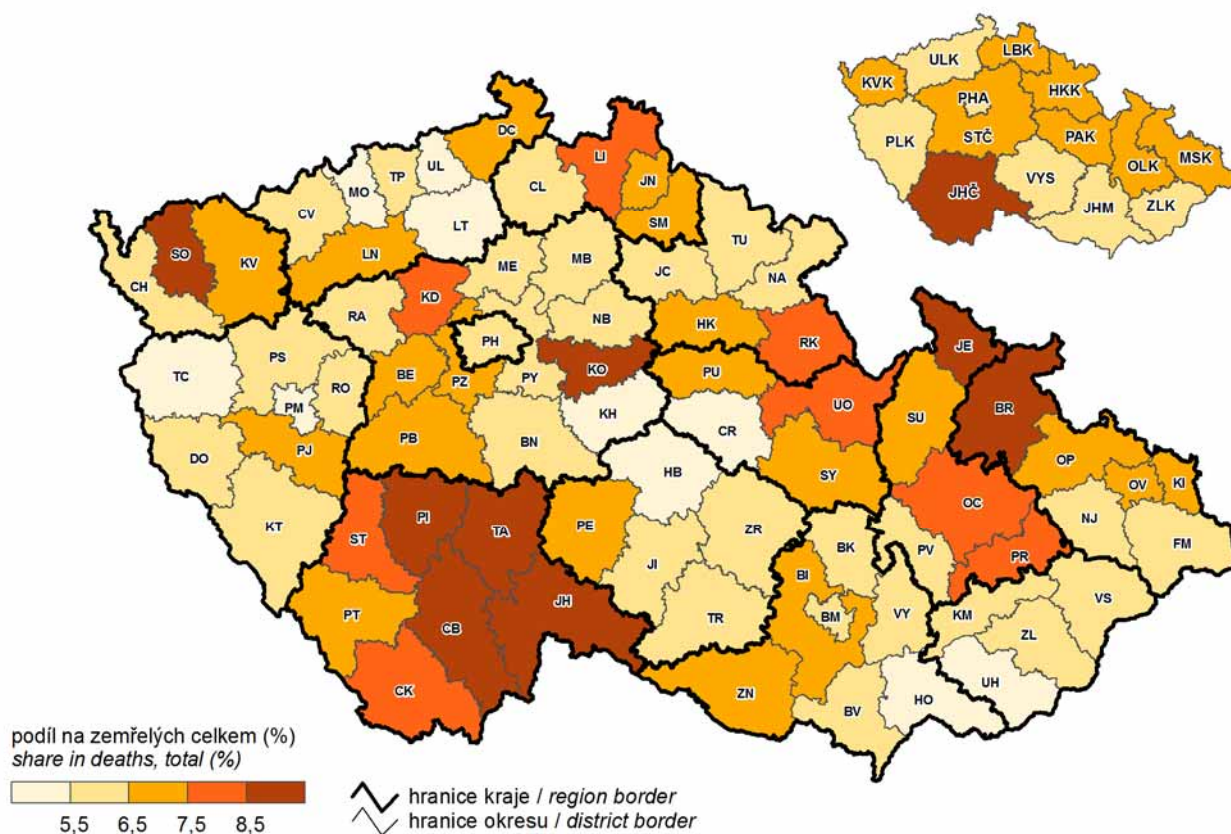 ULK
LBK
KVK
HKK
PHA
STČ
PLK
PAK
OLK
MSK
JHČ
VYS
JHM
ZLK
DC
LI
UL
TP
MO
CL
JN
CV
LT
SM
SO
KV
LN
TU
CH
ME
MB
JC
NA
KD
RA
NB
HK
PH
RK
JE
TC
PS
RO
BE
PZ
PY
KO
PU
PM
KH
CR
UO
SU
BR
DO
PJ
PB
BN
HB
SY
OP
OV
KI
KT
ST
PI
TA
PE
ZR
OC
NJ
FM
BK
PV
PR
JI
BI
PT
CB
JH
TR
BM
VY
KM
VS
ZL
CK
ZN
BV
HO
UH
podíl na zemřelých celkem (%)
share in deaths, total (%)
5,5 6,5 7,5 8,5
hranice kraje / region border
hranice okresu / district border